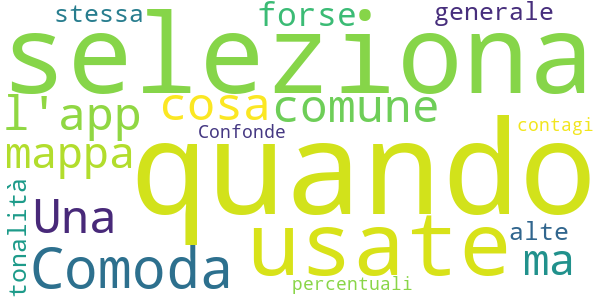 stessa forse generale
seleziona
l'app cosa comune
Confonde contagi
mappa quando
tonalità Una usate alte
Comoda ma
percentuali